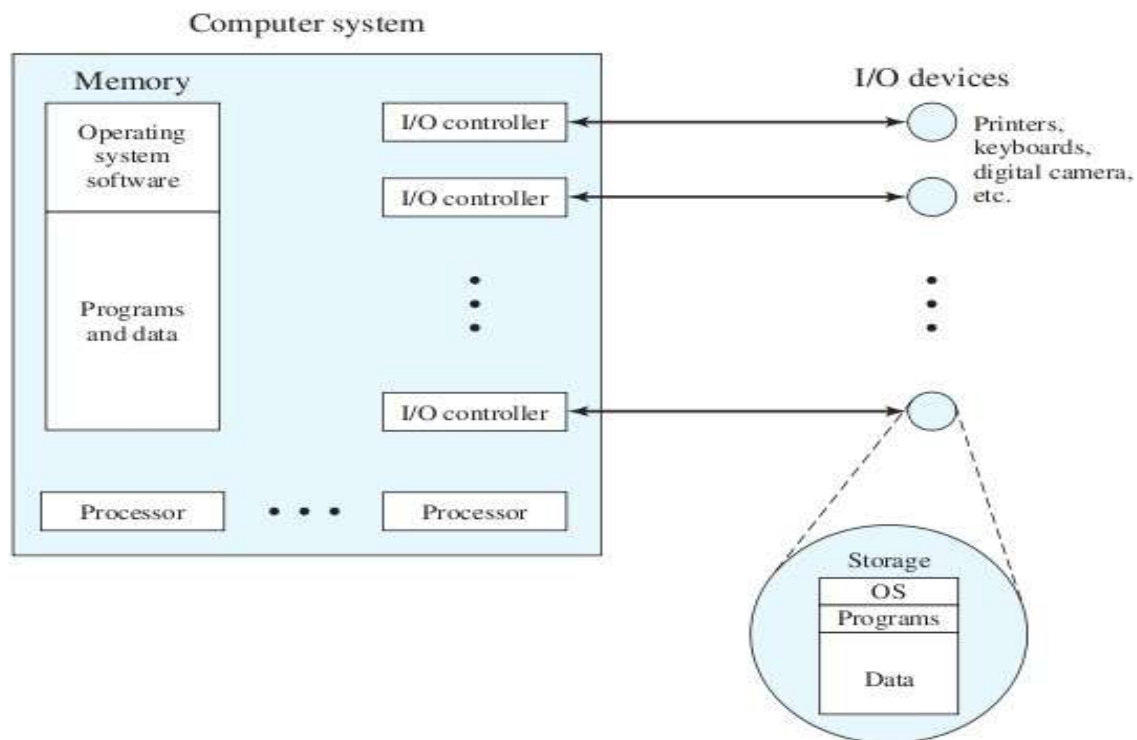 Computer system
Memory
Operating
system
software
Programs
and data
I/O controller
I/O controller
I/O controller
Processor
Processor
I/O devices
Printers,
keyboards,
digital camera,
etc.
Storage
OS
Programs
Data